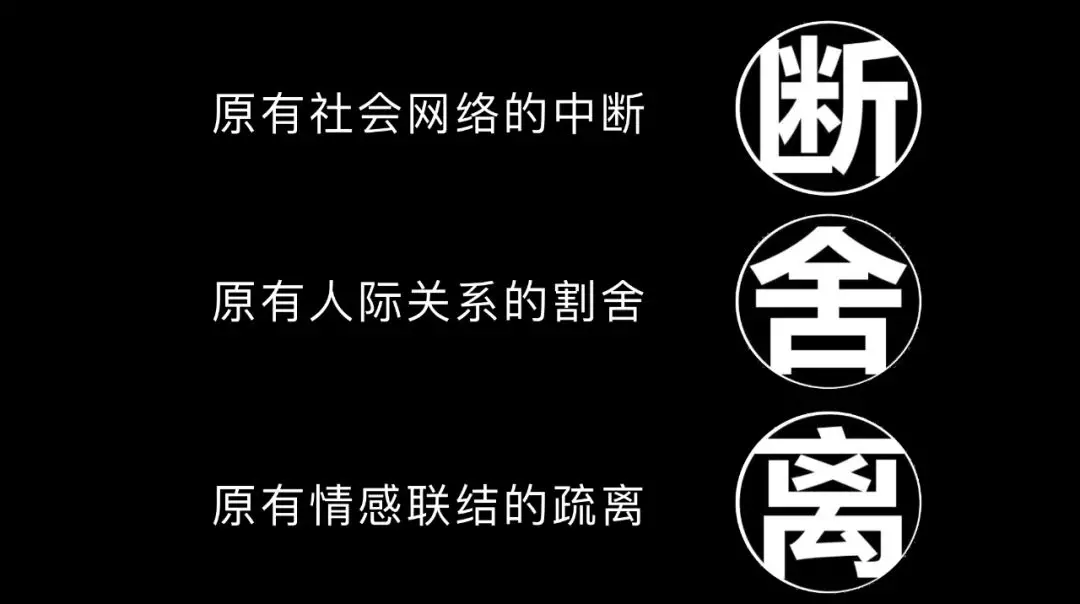 原有社会网络的中断
断
原有人际关系的割舍
舍
原有情感联结的疏离
离